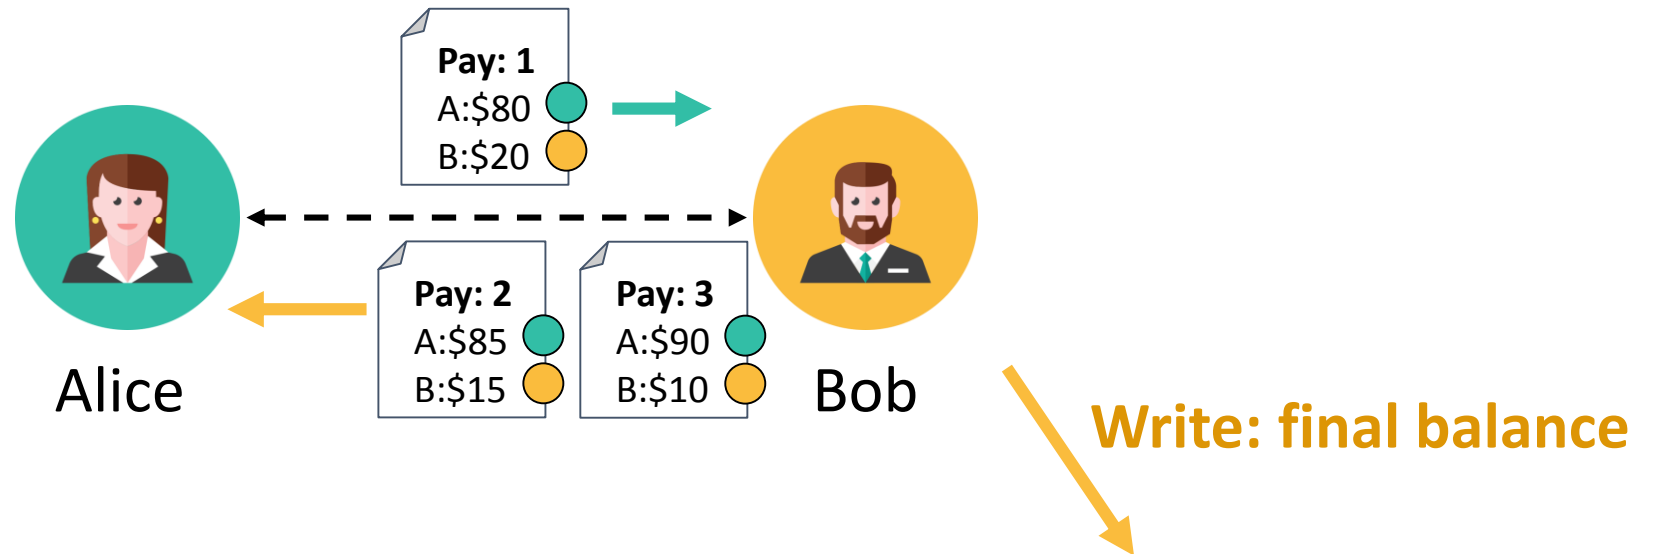 Pay: 1
A:$80
B:$20
Pay: 2
A:$85
B:$15
Pay: 3
A:$90
B:$10
Alice
Bob
Write: final balance